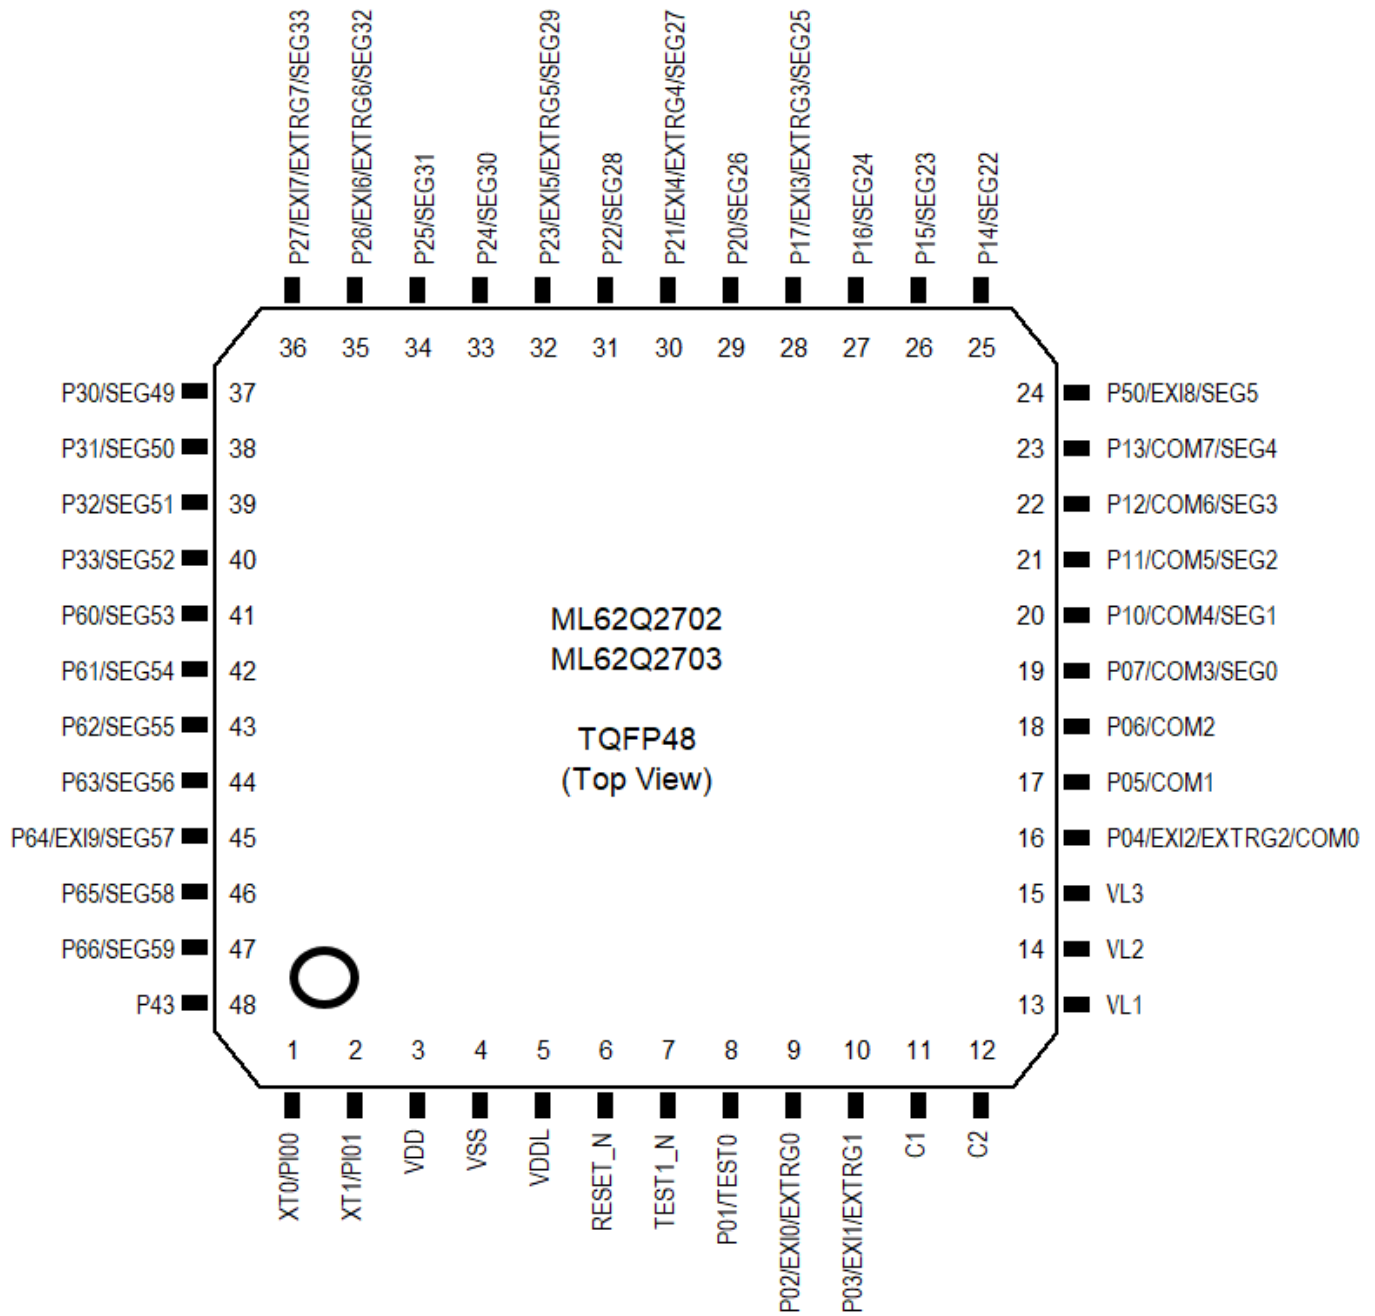 P27/EXI7/EXTRG7/SEG33
P26/EXI6/EXTRG6/SEG32
P25/SEG31
P24/SEG30
P23/EXI5/EXTRG5/SEG29
P22/SEG28
P21/EXI4/EXTRG4/SEG27
P20/SEG26
P17/EXI3/EXTRG3/SEG25
P16/SEG24
P15/SEG23
P14/SEG22
36 35 34 33 32 31 30 29 28 27 26 25
P30/SEG49 37 24 P50/EXI8/SEG5
P31/SEG50 38 23 P13/COM7/SEG4
P32/SEG51 39 22 P12/COM6/SEG3
P33/SEG52 40 21 P11/COM5/SEG2
P60/SEG53 41 20 P10/COM4/SEG1
ML62Q2702
ML62Q2703
P61/SEG54 42 19 P07/COM3/SEG0
P62/SEG55 43 18 P06/COM2
TQFP48
(Top View)
P63/SEG56 44 17 P05/COM1
P64/EXI9/SEG57 45 16 P04/EXI2/EXTRG2/COM0
P65/SEG58 46 15 VL3
P66/SEG59 47 14 VL2
P43 48 13 VL1
1 2 3 4 5 6 7 8 9 10 11 12
XT0/PI00
XT1/PI01
VDD
VSS
VDDL
RESET_N
TEST1_N
P01/TEST0
P02/EXI0/EXTRG0
P03/EXI1/EXTRG1
C1
C2